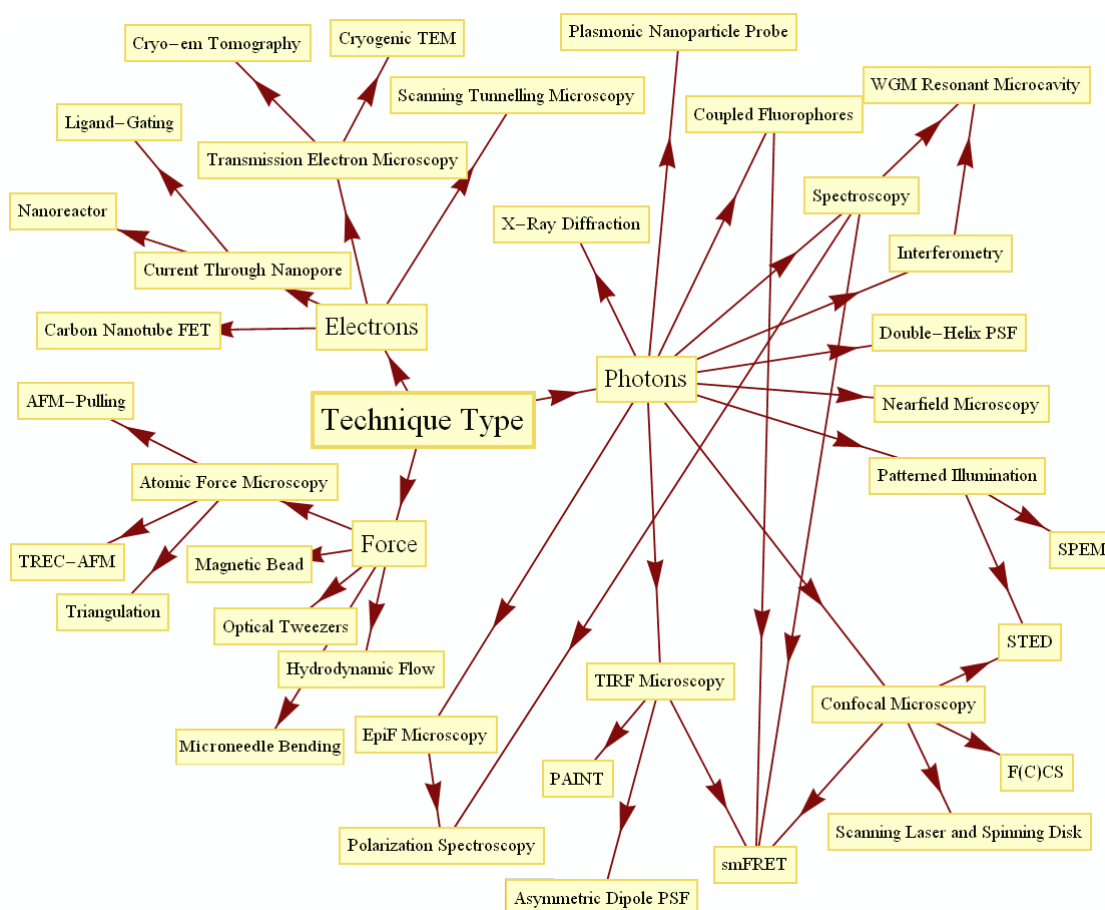 Cryo-em Tomography
Cryogenic TEM
Plasmonic Nanoparticle Probe
Scanning Tunnelling Microscopy
WGM Resonant Microcavity
Ligand-Gating
Coupled Fluorophores
Transmission Electron Microscopy
Spectroscopy
Nanoreactor
X-Ray Diffraction
Interferometry
Current Through Nanopore
Carbon Nanotube FET
Electrons
Double-Helix PSF
Photons
AFM-Pulling
Technique Type
Nearfield Microscopy
Atomic Force Microscopy
Patterned Illumination
Force
SPEM
TREC-AFM
Magnetic Bead
Triangulation
Optical Tweezers
STED
Hydrodynamic Flow
TIRF Microscopy
Confocal Microscopy
Microneedle Bending
EpiF Microscopy
PAINT
F(C)CS
Polarization Spectroscopy
Scanning Laser and Spinning Disk
smFRET
Asymmetric Dipole PSF